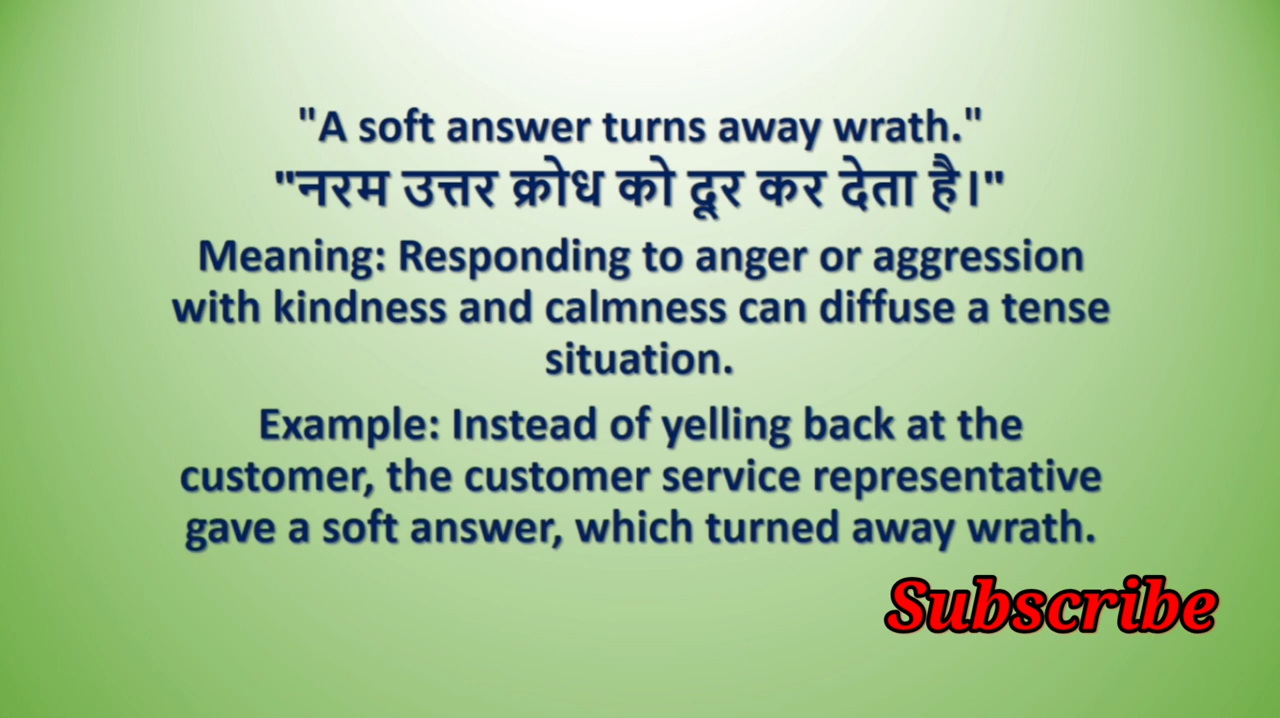 "A soft answer turns away wrath."
"नरम उत्तर क्रोध को दूर कर देता है।"
Meaning: Responding to anger or aggression
with kindness and calmness can diffuse a tense
situation.
Example: Instead of yelling back at the
customer, the customer service representative
gave a soft answer, which turned away wrath.
Subscribe